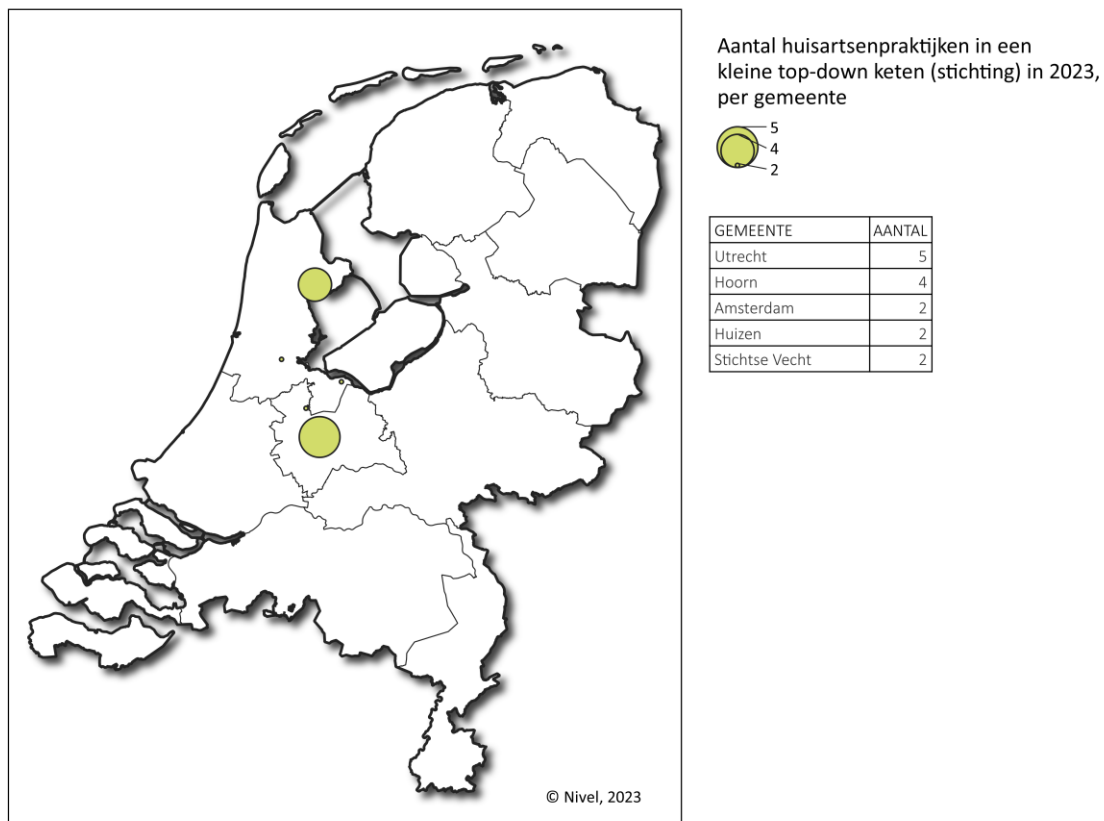 Aantal huisartsenpraktijken in een
kleine top-down keten (stichting) in 2023,
per gemeente
5
4
2
GEMEENTE AANTAL
Utrecht 5
Hoorn 4
Amsterdam 2
Huizen 2
Stichtse Vecht 2
© Nivel, 2023